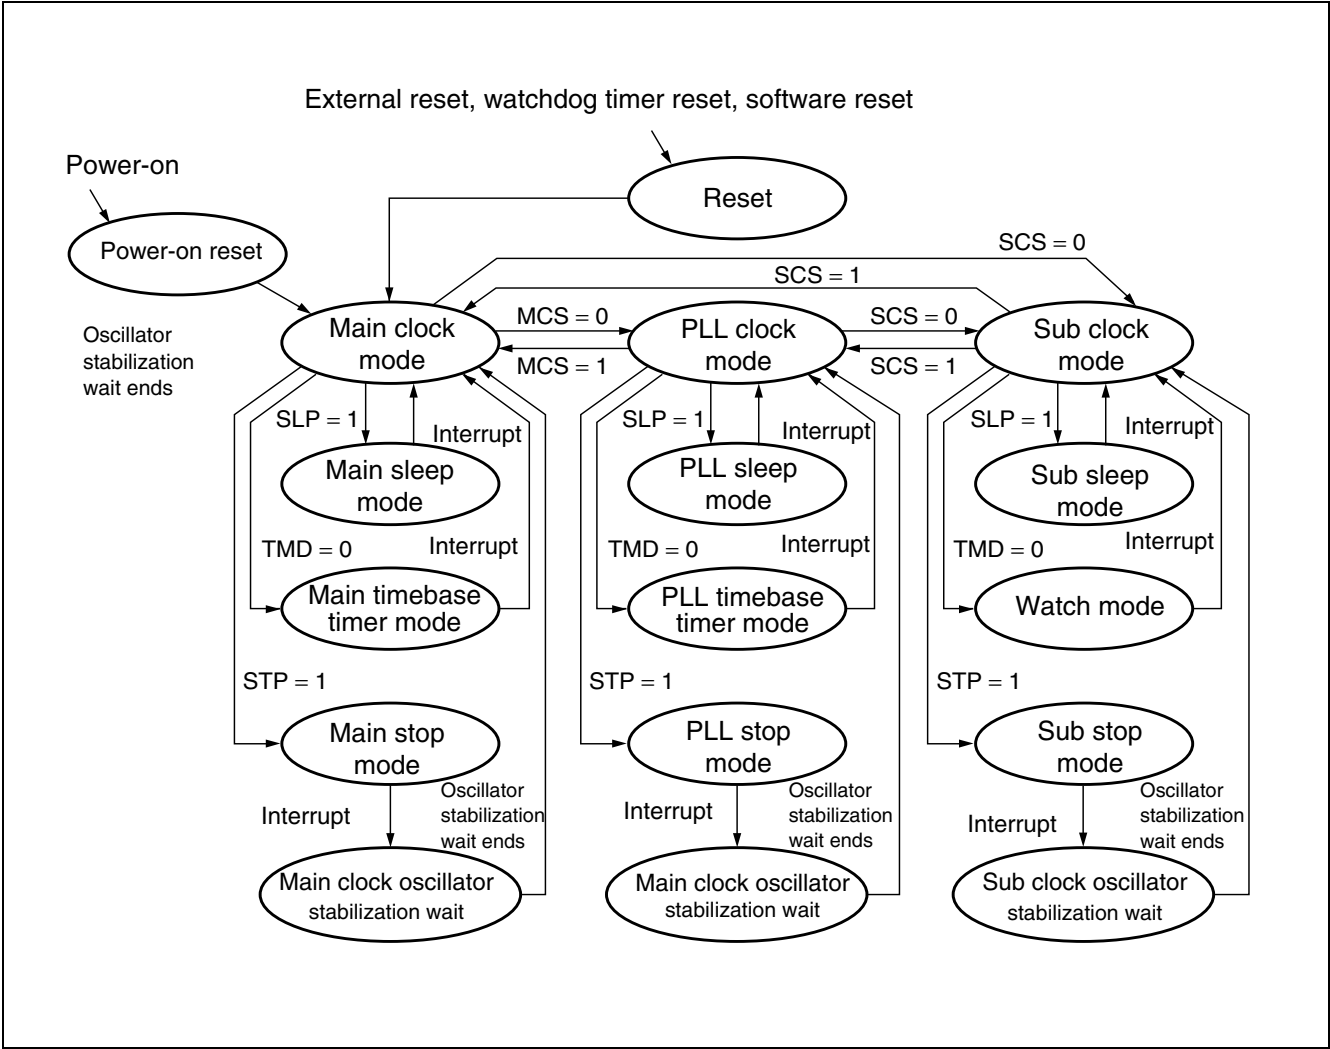 External reset, watchdog timer reset, software reset
Power-on
Reset
Power-on reset
SCS = 0
SCS = 1
Oscillator
stabilization
wait ends
Main clock
mode
MCS = 0
MCS = 1
PLL clock
mode
SCS = 0
SCS = 1
Sub clock
mode
SLP = 1
Interrupt
SLP = 1
Interrupt
SLP = 1
Interrupt
Main sleep
mode
PLL sleep
mode
Sub sleep
mode
TMD = 0
Interrupt
TMD = 0
Interrupt
TMD = 0
Interrupt
Main timebase
timer mode
PLL timebase
timer mode
Watch mode
STP = 1
STP = 1
STP = 1
Main stop
mode
PLL stop
mode
Sub stop
mode
Interrupt
Oscillator
stabilization
wait ends
Interrupt
Oscillator
stabilization
wait ends
Interrupt
Oscillator
stabilization
wait ends
Main clock oscillator
stabilization wait
Main clock oscillator
stabilization wait
Sub clock oscillator
stabilization wait